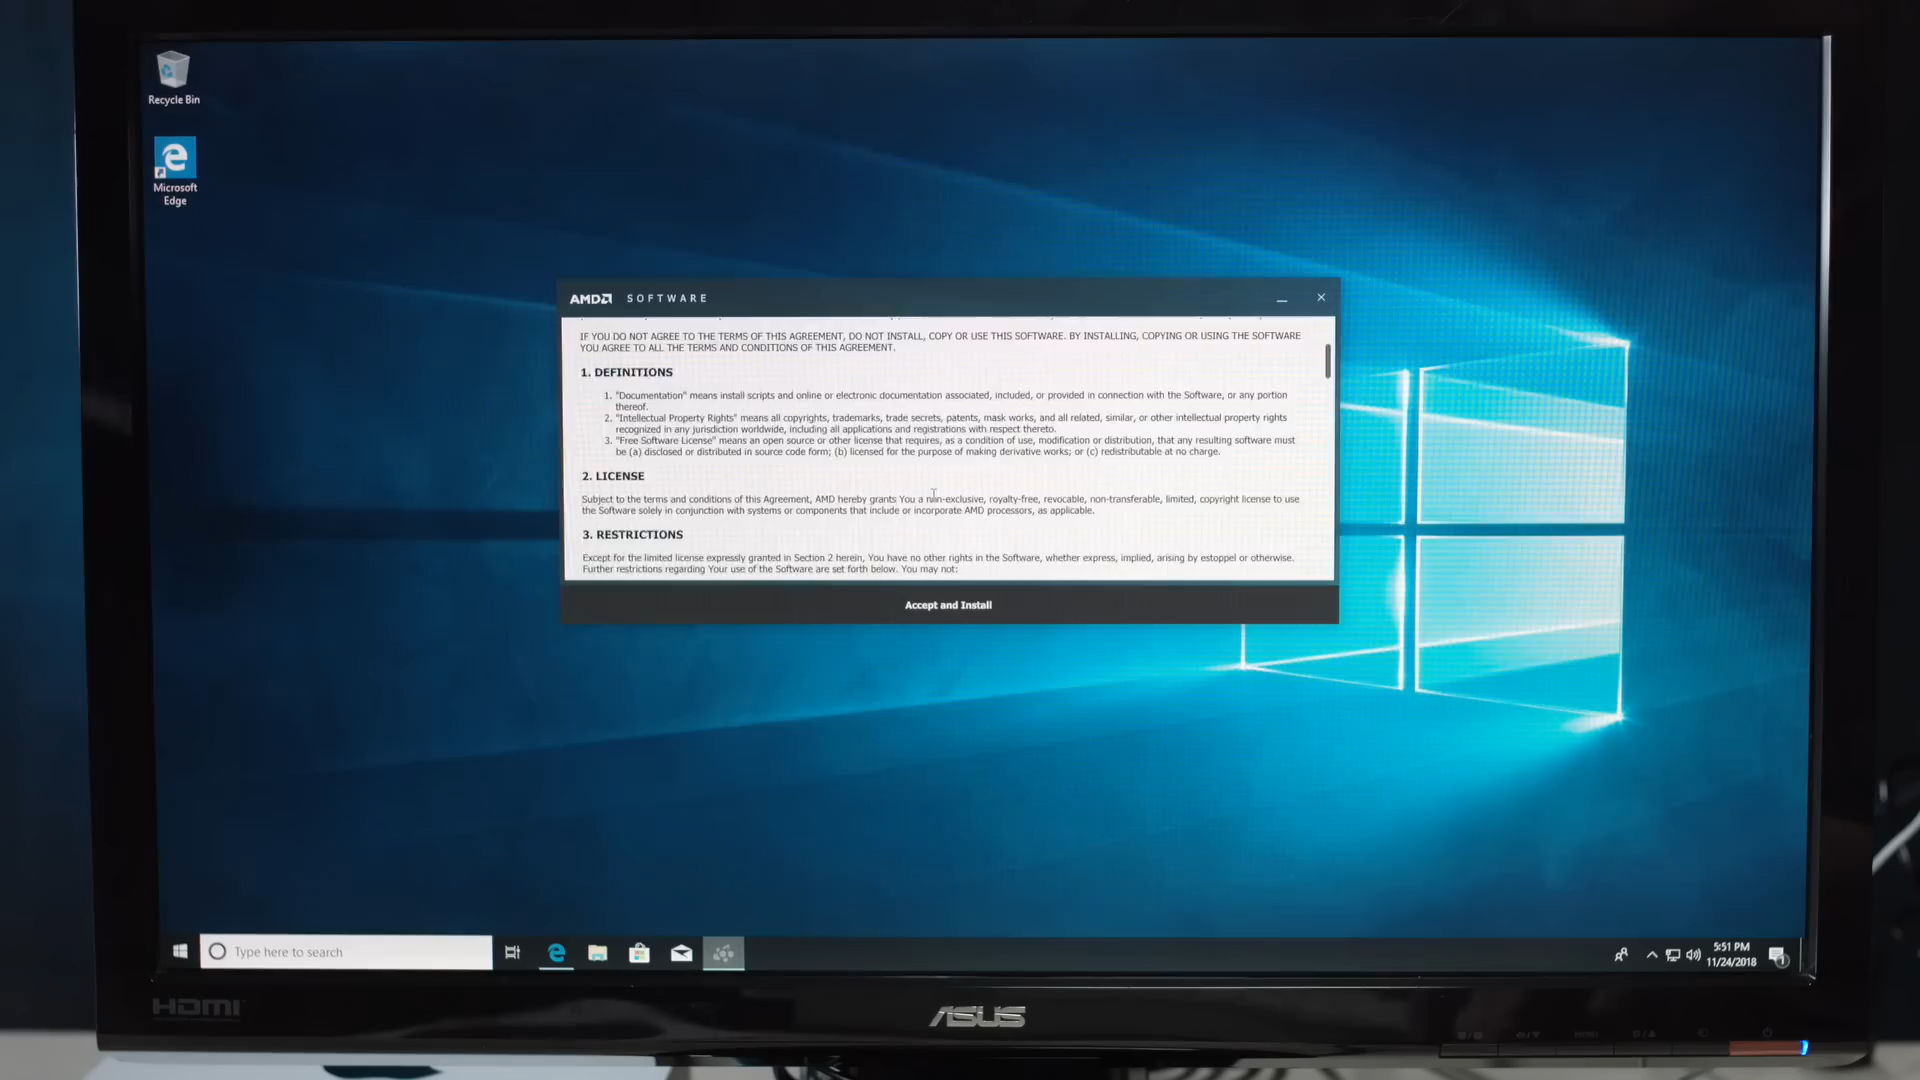 Recycle Bin
Microsoft
Edge
AMD SOFTWARE
IF YOU DO NOT AGREE TO THE TERMS OF THIS AGREEMENT, DO NOT INSTALL, COPY OR USE THIS SOFTWARE. BY INSTALLING, COPYING OR USING THE SOFTWARE
YOU AGREE TO ALL THE TERMS AND CONDITIONS OF THIS AGREEMENT.
1. DEFINITIONS
1. "Documentation" means install scripts and online or electronic documentation associated, included, or provided in connection with the Software, or any portion
thereof.
2. "Intellectual Property Rights" means all copyrights, trademarks, trade secrets, patents, mask works, and all related, similar, or other intellectual property rights
recognized in any jurisdiction worldwide, including all applications and registrations with respect thereto.
3. "Free Software License" means an open source or other license that requires, as a condition of use, modification or distribution, that any resulting software must
be (a) disclosed or distributed in source code form; (b) licensed for the purpose of making derivative works; or (c) redistributable at no charge.
2. LICENSE
Subject to the terms and conditions of this Agreement, AMD hereby grants You a non-exclusive, royalty-free, revocable, non-transferable, limited, copyright license to use
the Software solely in conjunction with systems or components that include or incorporate AMD processors, as applicable.
3. RESTRICTIONS
Except for the limited license expressly granted in Section 2 herein, You have no other rights in the Software, whether express, implied, arising by estoppel or otherwise.
Further restrictions regarding Your use of the Software are set forth below. You may not:
Accept and Install
Type here to search
5:51 PM
11/24/2018
1
HDMI
ASUS
MENU